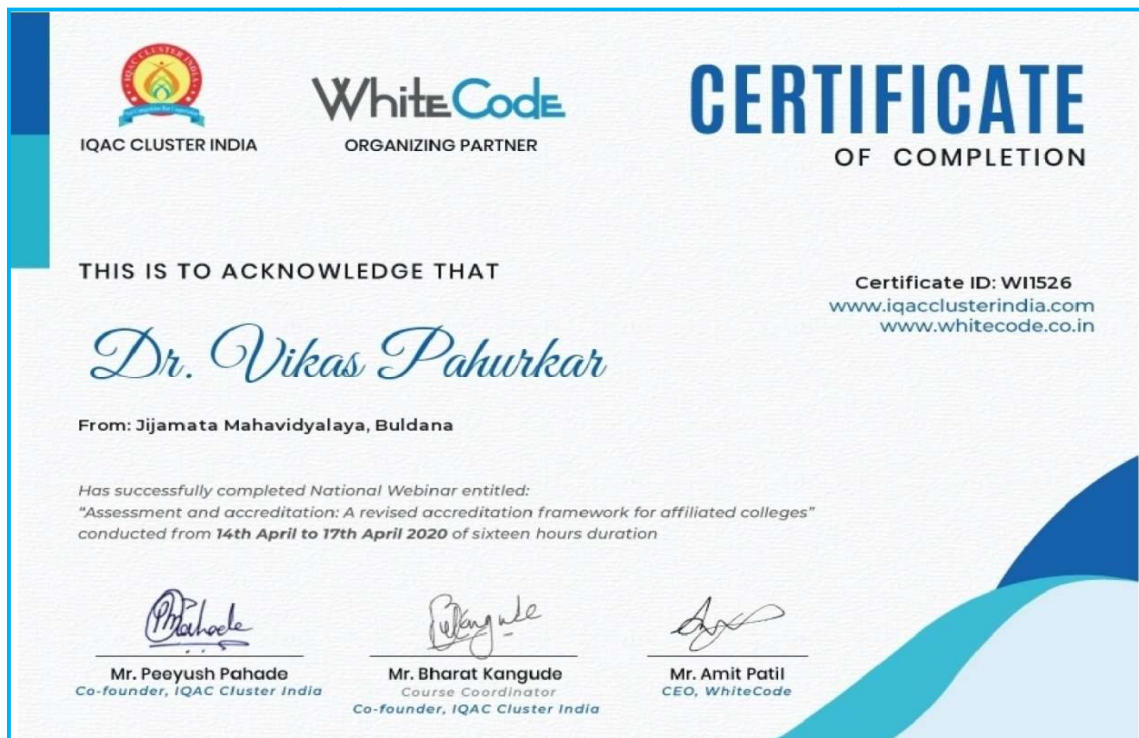 IQAC CLUSTER INDIA
IQAC CLUSTER INDIA
WhiteCode
ORGANIZING PARTNER
CERTIFICATE
OF COMPLETION
THIS IS TO ACKNOWLEDGE THAT
Certificate ID: WI1526
www.iqacclusterindia.com
www.whitecode.co.in
Dr. Vikas Pahurkar
From: Jijamata Mahavidyalaya, Buldana
Has successfully completed National Webinar entitled:
“Assessment and accreditation: A revised accreditation framework for affiliated colleges”
conducted from 14th April to 17th April 2020 of sixteen hours duration
Mr. Peeyush Pahade
Co-founder, IQAC Cluster India
Mr. Bharat Kangude
Course Coordinator
Co-founder, IQAC Cluster India
Mr. Amit Patil
CEO, WhiteCode